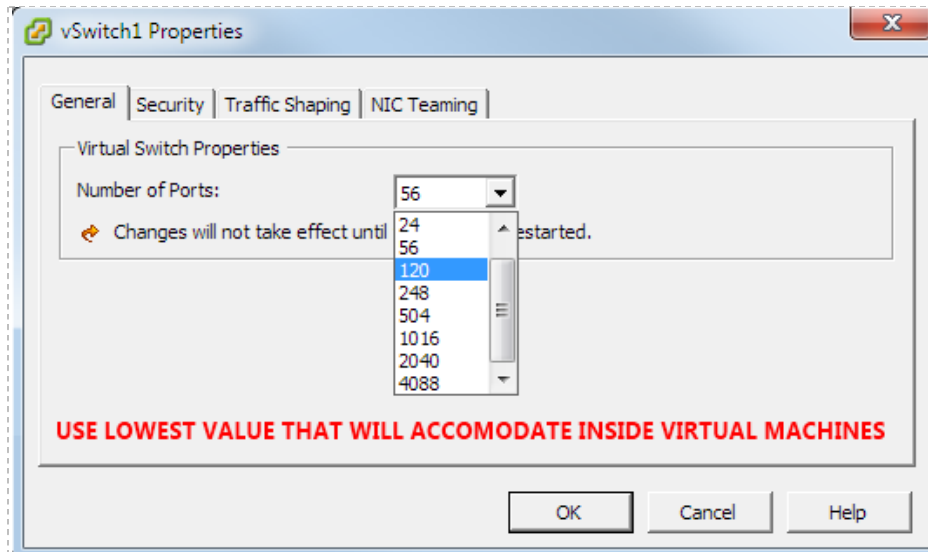 vSwitch1 Properties
General Security Traffic Shaping NIC Teaming
Virtual Switch Properties
Number of Ports: 56
Changes will not take effect until estarted.
24
56
120
248
504
1016
2040
4088
USE LOWEST VALUE THAT WILL ACCOMODATE INSIDE VIRTUAL MACHINES
OK Cancel Help